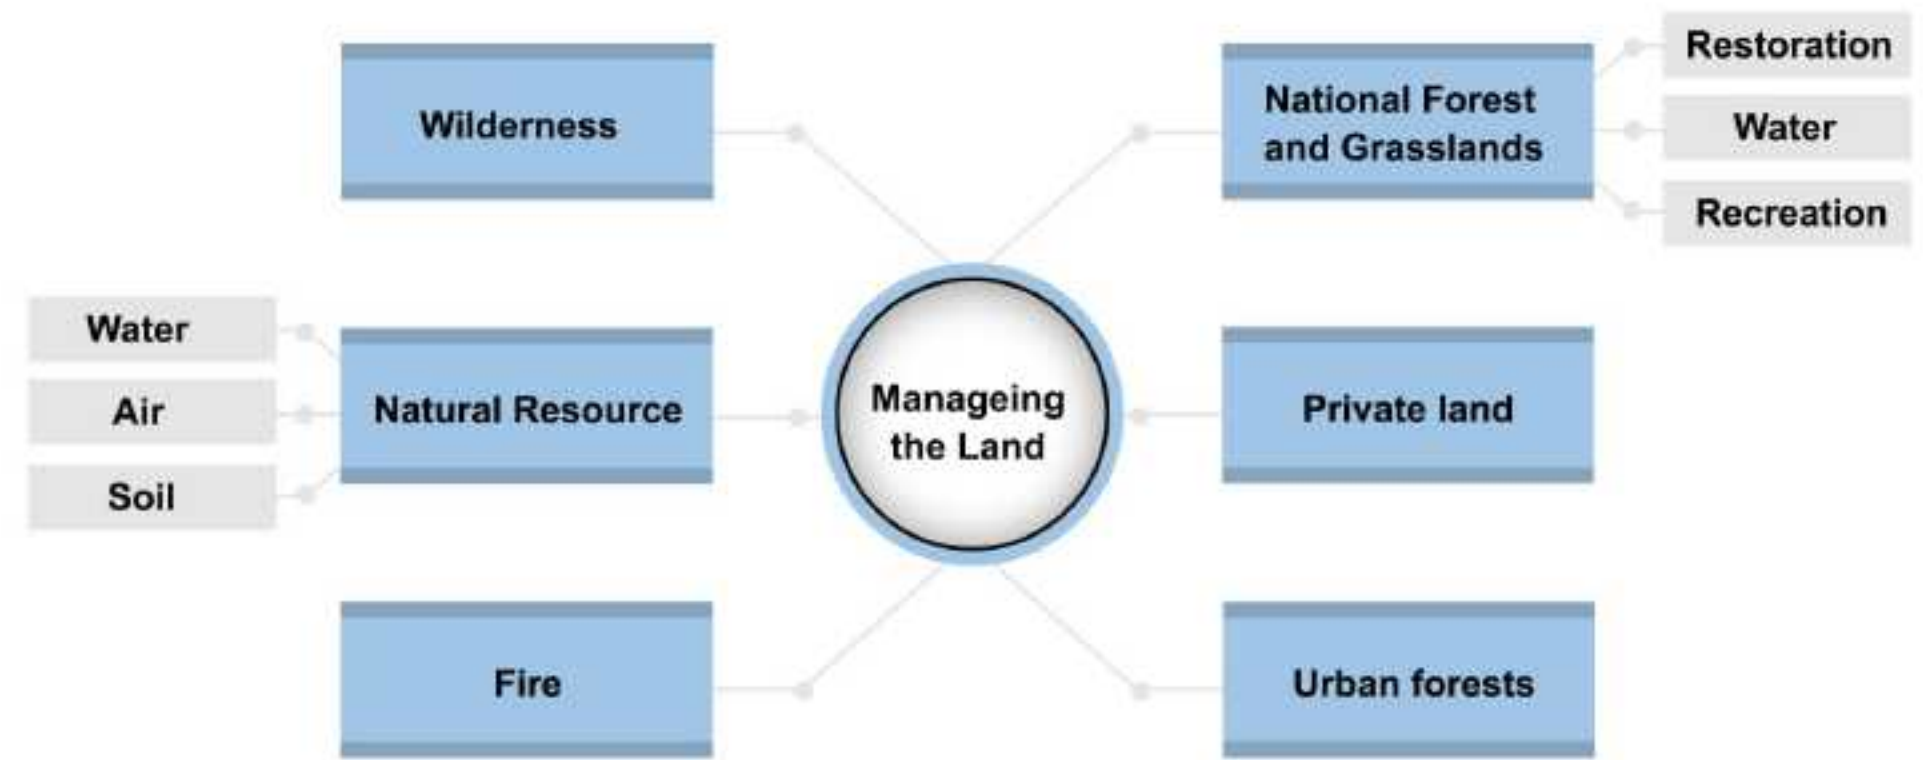 Wilderness
National Forest
and Grasslands
Restoration
Water
Recreation
Water
Air
Soil
Natural Resource
Manageing
the Land
Private land
Fire
Urban forests